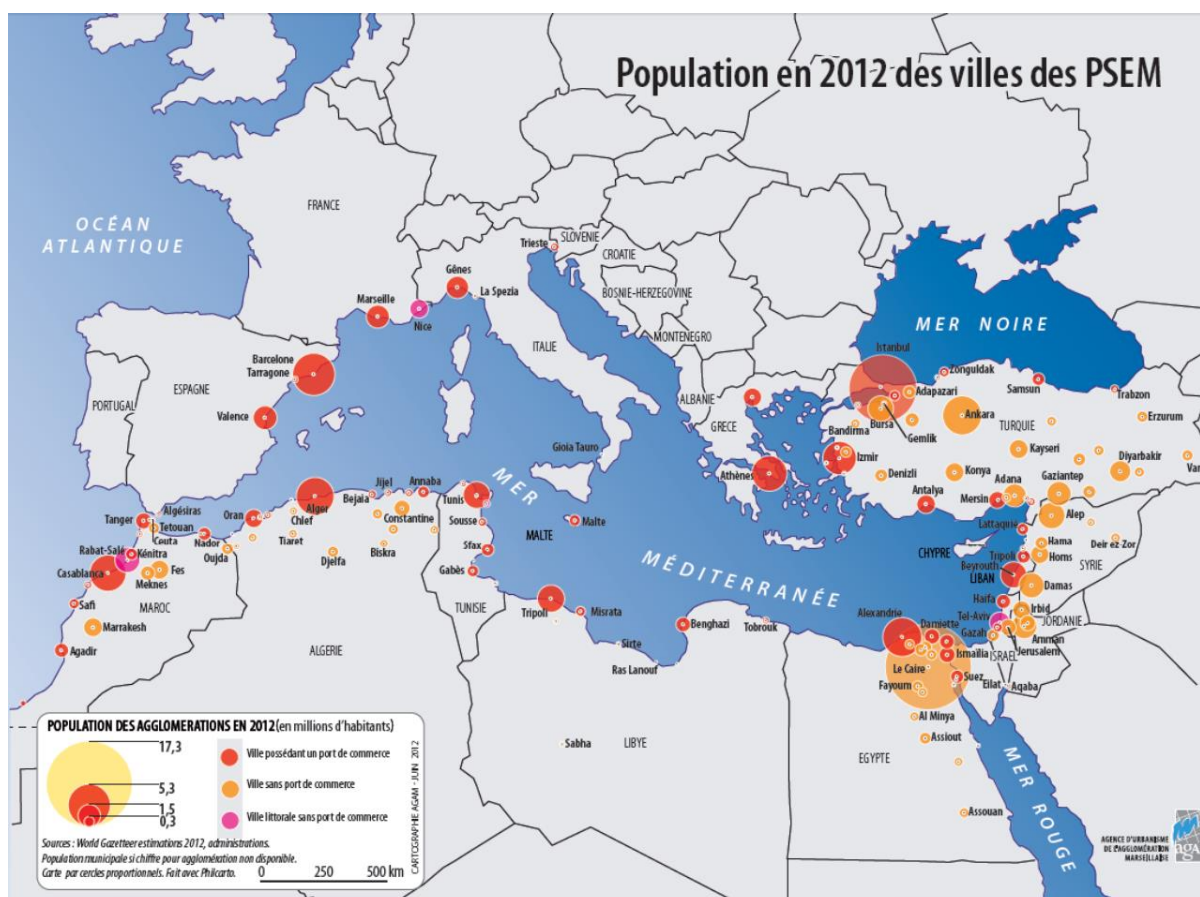 Population en 2012 des villes des PSEM
OCÉAN
ATLANTIQUE
FRANCE
Trieste
SLOVENIE
CROATIE
BOSNIE-HERZEGOVINE
MONTENEGRO
Gênes
La Spezia
Marseille
Nice
ITALIE
MER NOIRE
Istanbul
Zonguldak
Adapazari
Samsun
Trabzon
Barcelone
Tarragone
ESPAGNE
PORTUGAL
Valence
ALBANIE
GRECE
Bandirma
Bursa
Gemlik
Ankara
TURQUIE
Erzurum
Gioia Tauro
Athènes
Izmir
Denizli
Konya
Kayseri
Diyarbakir
Van
Adana
Gaziantep
Antalya
Mersin
Alep
MER
MÉDITERRANÉE
Jijel
Annaba
Bejaia
Alger
Tunis
Algésiras
Tanger
Tetouan
Ceuta
Oran
Chlef
Constantine
Sousse
Malte
MALTE
Nador
Oujda
Tiaret
Biskra
Djelfa
Sfax
Gabès
Rabat-Salé
Kénitra
Casablanca
Fes
Meknes
MAROC
Safi
Marrakesh
Agadir
TUNISIE
ALGERIE
Tripoli
Misrata
Benghazi
Tobrouk
Sirte
Ras Lanouf
Lattaquie
CHYPRE
Hama
Homs
Deir ez Zor
SYRIE
Tripoli
Beyrouth
LIBAN
Damas
Haifa
Tel-Aviv
Irbid
JORDANIE
Gazah
Amman
Jerusalem
ISRAEL
Alexandrie
Damiette
Ismaïlia
Le Caire
Suez
Eilat
Aqaba
Fayoum
Al Minya
Assiout
EGYPTE
Assouan
Sabha
LIBYE
MER ROUGE
POPULATION DES AGGLOMERATIONS EN 2012 (en millions d'habitants)
17,3
5,3
1,5
0,3
Ville possédant un port de commerce
Ville sans port de commerce
Ville littorale sans port de commerce
Sources : World Gazetteer estimations 2012, administrations.
Population municipale si chiffre pour agglomération non disponible.
Carte par cercles proportionnels. Fait avec Philcarto.
0 250 500 km
CARTOGRAPHIE AGAM - JUIN 2012
AGENCE D'URBANISME
DE L'AGGLOMÉRATION
MARSEILLAISE
agam